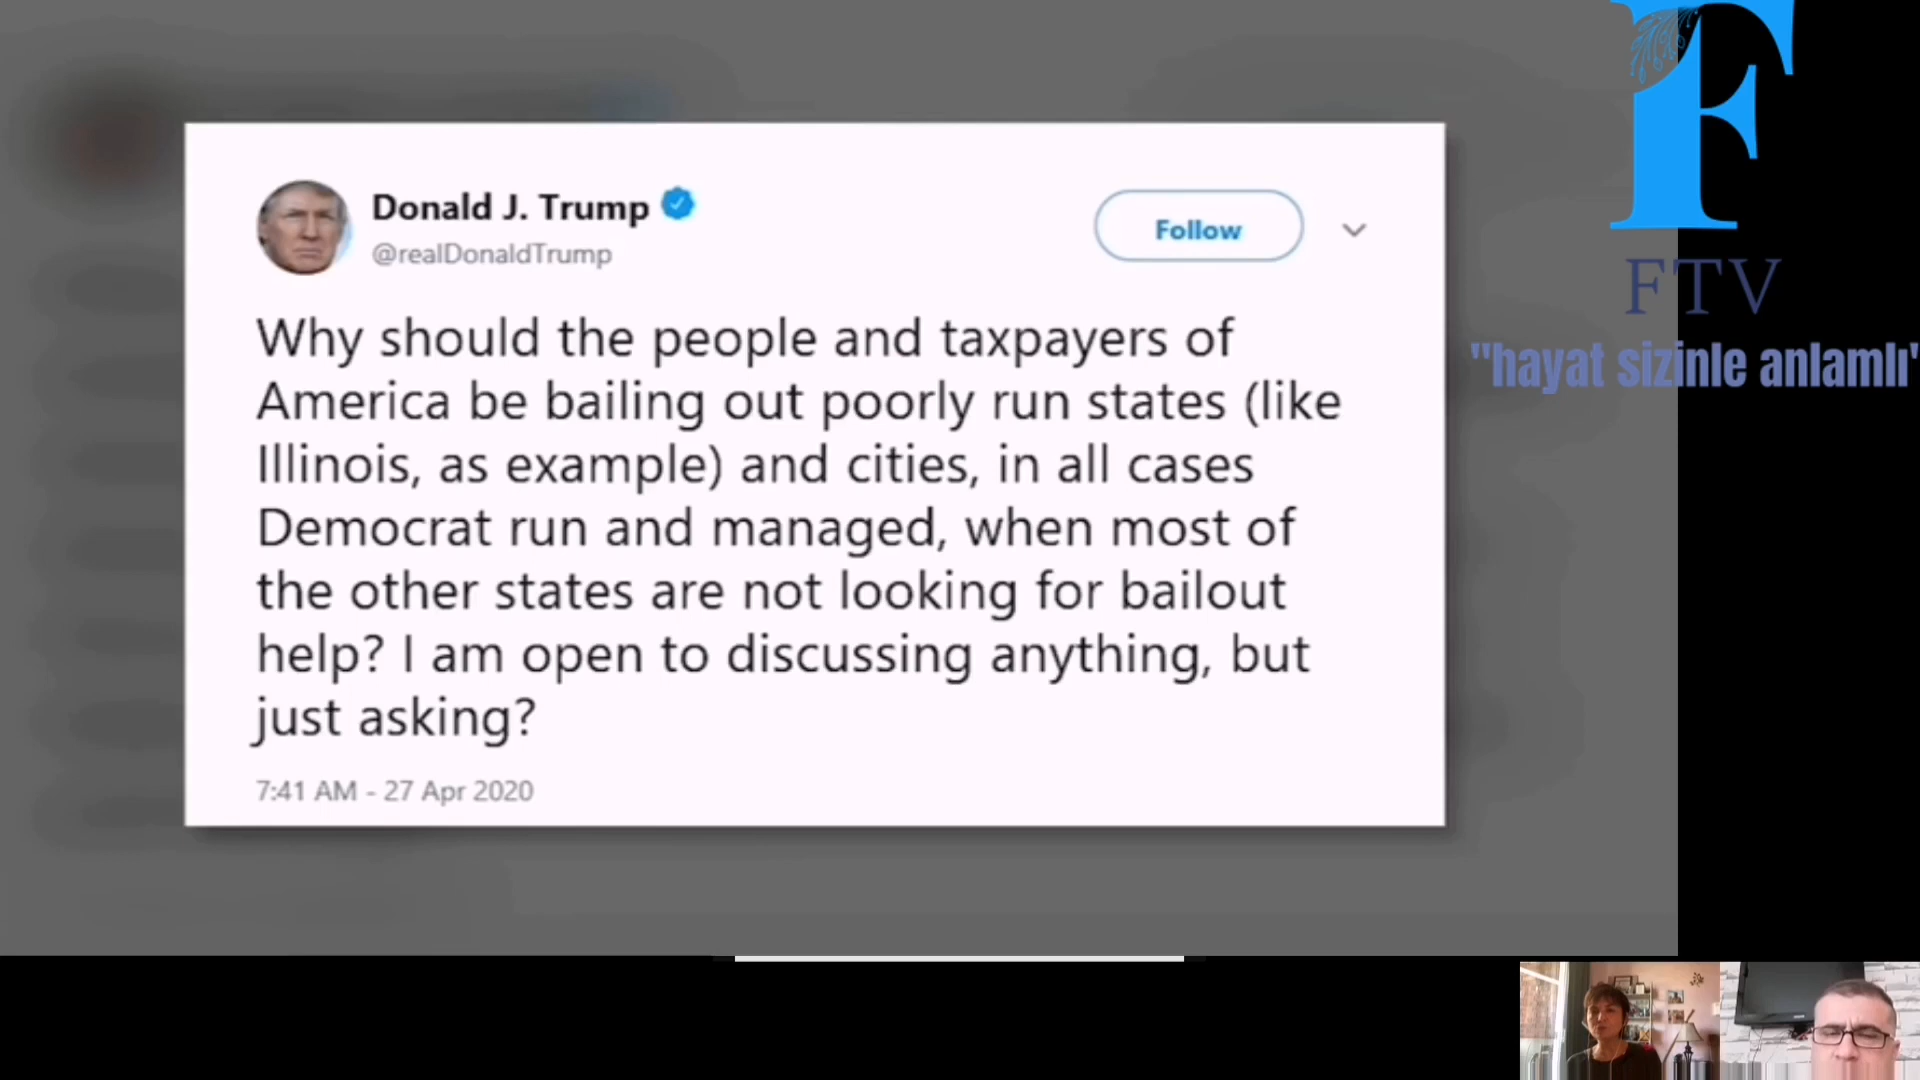 Donald J. Trump
@realDonaldTrump
Follow
Why should the people and taxpayers of
America be bailing out poorly run states (like
Illinois, as example) and cities, in all cases
Democrat run and managed, when most of
the other states are not looking for bailout
help? I am open to discussing anything, but
just asking?
7:41 AM - 27 Apr 2020
F
FTV
"hayat sizinle anlamlı"